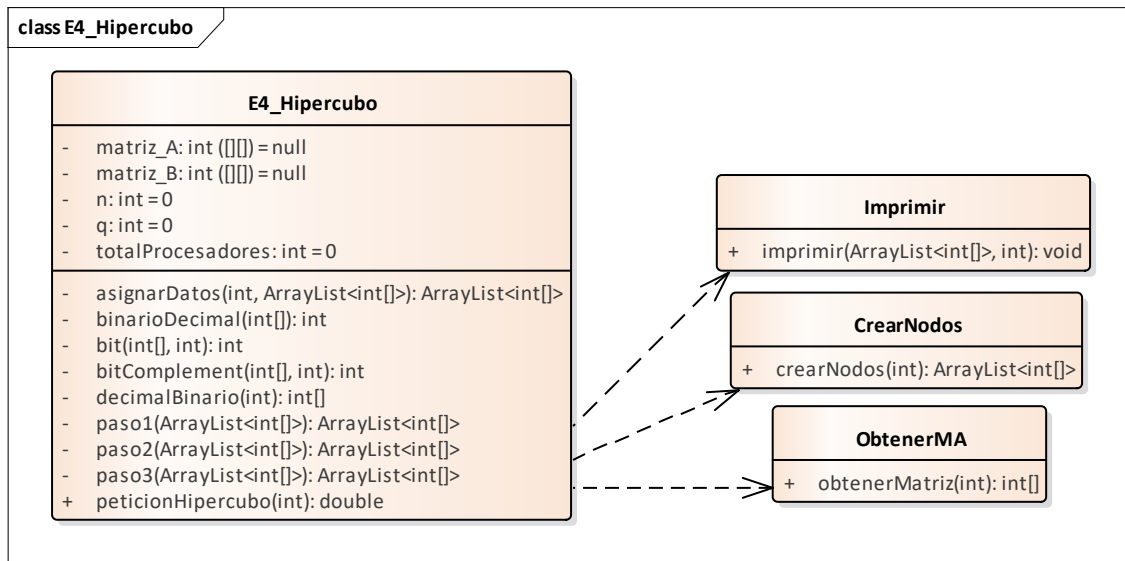 class E4_Hipercubo
E4_Hipercubo
- matriz_A: int ([][]) = null
- matriz_B: int ([][]) = null
- n: int = 0
- q: int = 0
- totalProcesadores: int = 0
- asignarDatos(int, ArrayList<int[]>): ArrayList<int[]>
- binarioDecimal(int[]): int
- bit(int[], int): int
- bitComplement(int[], int): int
- decimalBinario(int): int[]
- paso1(ArrayList<int[]>): ArrayList<int[]>
- paso2(ArrayList<int[]>): ArrayList<int[]>
- paso3(ArrayList<int[]>): ArrayList<int[]>
+ peticionHipercubo(int): double
Imprimir
+ imprimir(ArrayList<int[]>, int): void
CrearNodos
+ crearNodos(int): ArrayList<int[]>
ObtenerMA
+ obtenerMatriz(int): int[]